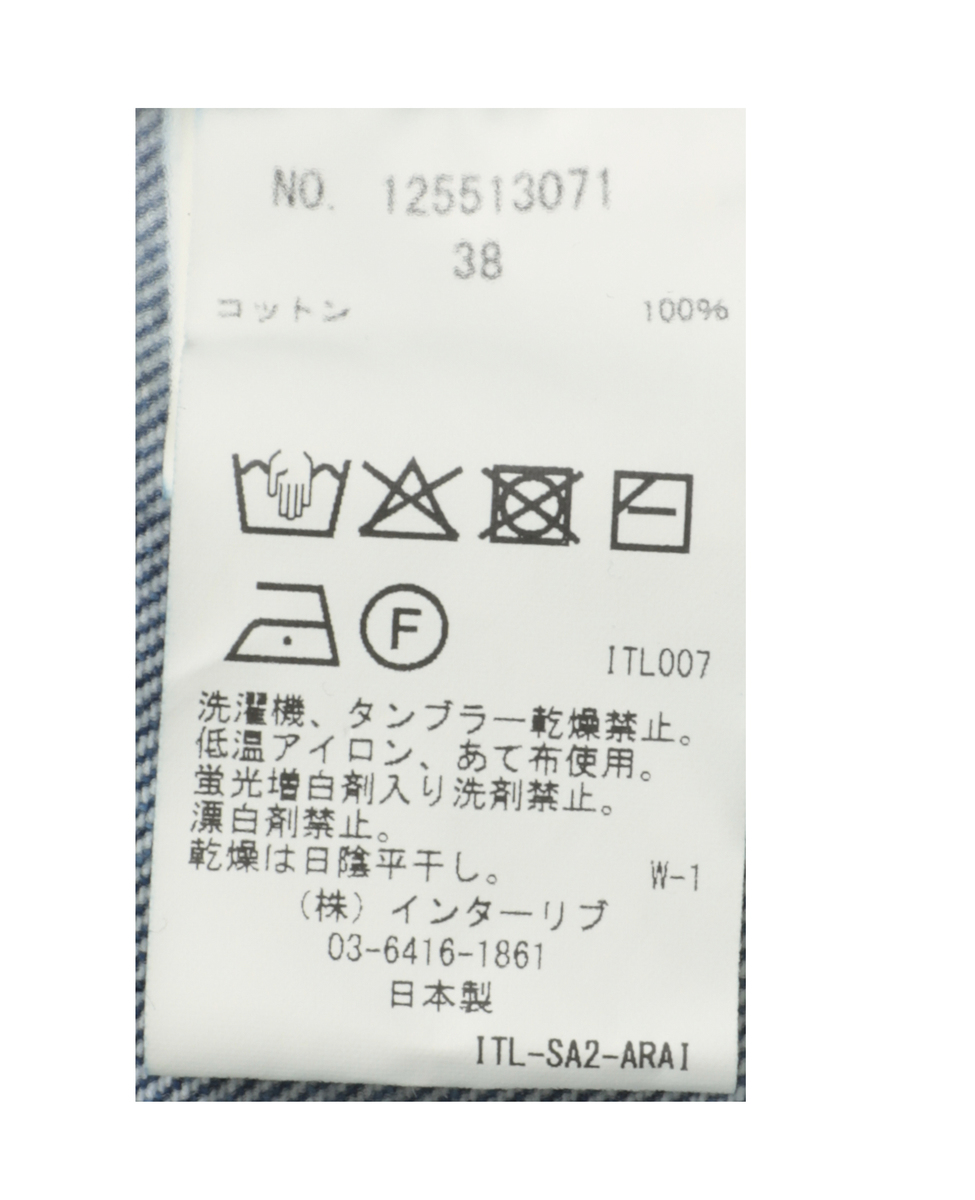 NO. 125513071
38
コットン 100%
F
ITL007
洗濯機、タンブラー乾燥禁止。
低温アイロン、あて布使用。
蛍光増白剤入り洗剤禁止。
漂白剤禁止。
乾燥は日陰平干し。
W-1
（株）インターリブ
03-6416-1861
日本製
ITL-SA2-ARAI